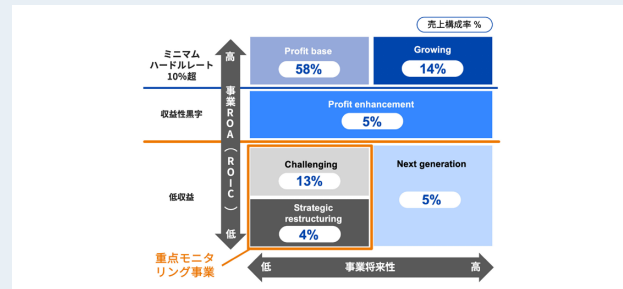 売上構成率 %
ミニマム
ハードルレート
10%超
高
Profit base
58%
Growing
14%
事業ROA(ROIC)
収益性黒字
Profit enhancement
5%
低収益
Challenging
13%
Next generation
5%
Strategic
restructuring
4%
低
重点モニタ
リング事業
低
事業将来性
高